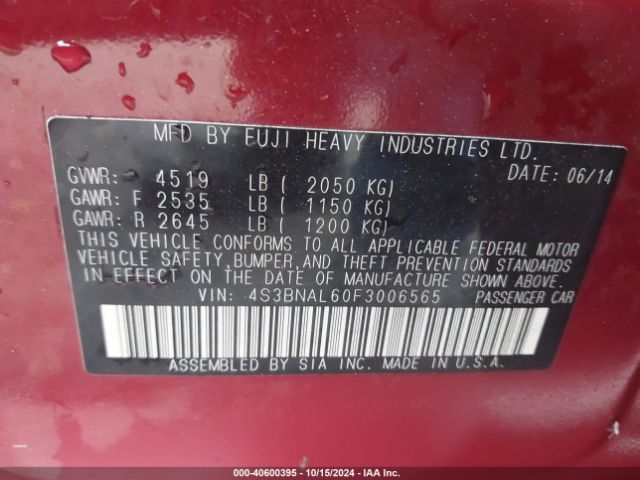 MFD BY FUJI HEAVY INDUSTRIES LTD.
DATE: 06/14
GVWR: 4519 LB ( 2050 KG)
GAWR: F 2535 LB ( 1150 KG)
GAWR: R 2645 LB ( 1200 KG)
THIS VEHICLE CONFORMS TO ALL APPLICABLE FEDERAL MOTOR
VEHICLE SAFETY, BUMPER, AND THEFT PREVENTION STANDARDS
IN EFFECT ON THE DATE OF MANUFACTURE SHOWN ABOVE.
VIN: 4S3BNAL60F3006565 PASSENGER CAR
ASSEMBLED BY SIA INC. MADE IN U.S.A.
000-40600395 - 10/15/2024 - IAA Inc.